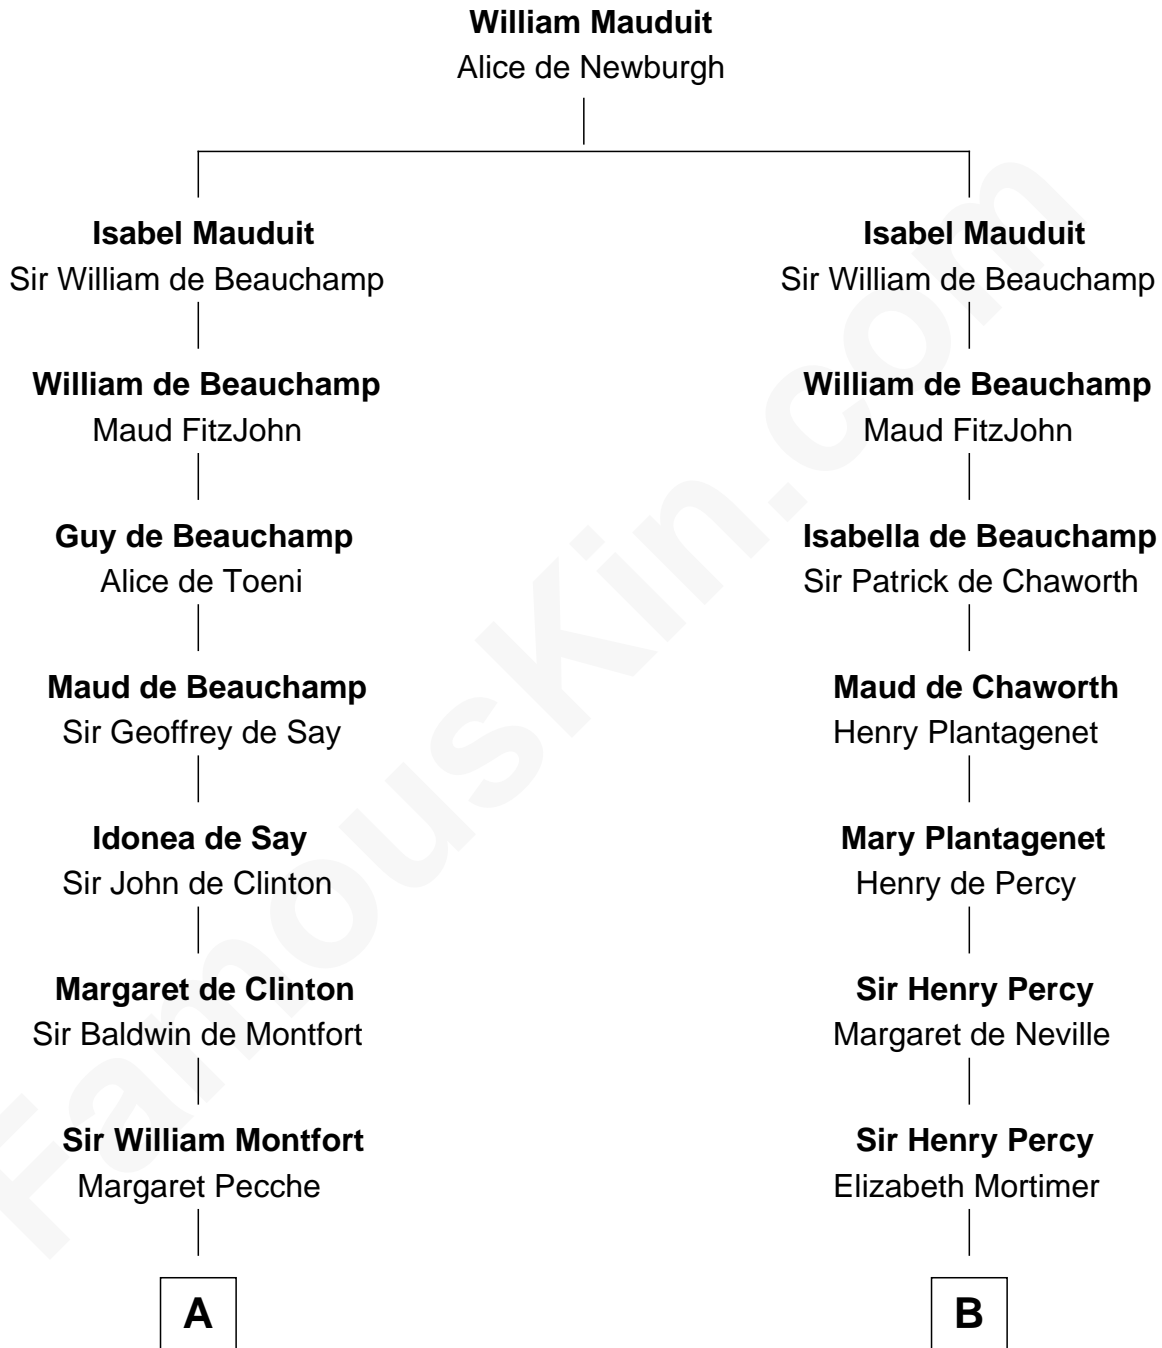 William Mauduit
Alice de Newburgh
Isabel Mauduit
Sir William de Beauchamp
William de Beauchamp
Maud FitzJohn
Guy de Beauchamp
Alice de Toeni
Maud de Beauchamp
Sir Geoffrey de Say
Idonea de Say
Sir John de Clinton
Margaret de Clinton
Sir Baldwin de Montfort
Sir William Montfort
Margaret Pecche
A
Isabel Mauduit
Sir William de Beauchamp
William de Beauchamp
Maud FitzJohn
Isabella de Beauchamp
Sir Patrick de Chaworth
Maud de Chaworth
Henry Plantagenet
Mary Plantagenet
Henry de Percy
Sir Henry Percy
Margaret de Neville
Sir Henry Percy
Elizabeth Mortimer
B
FamousKin.com